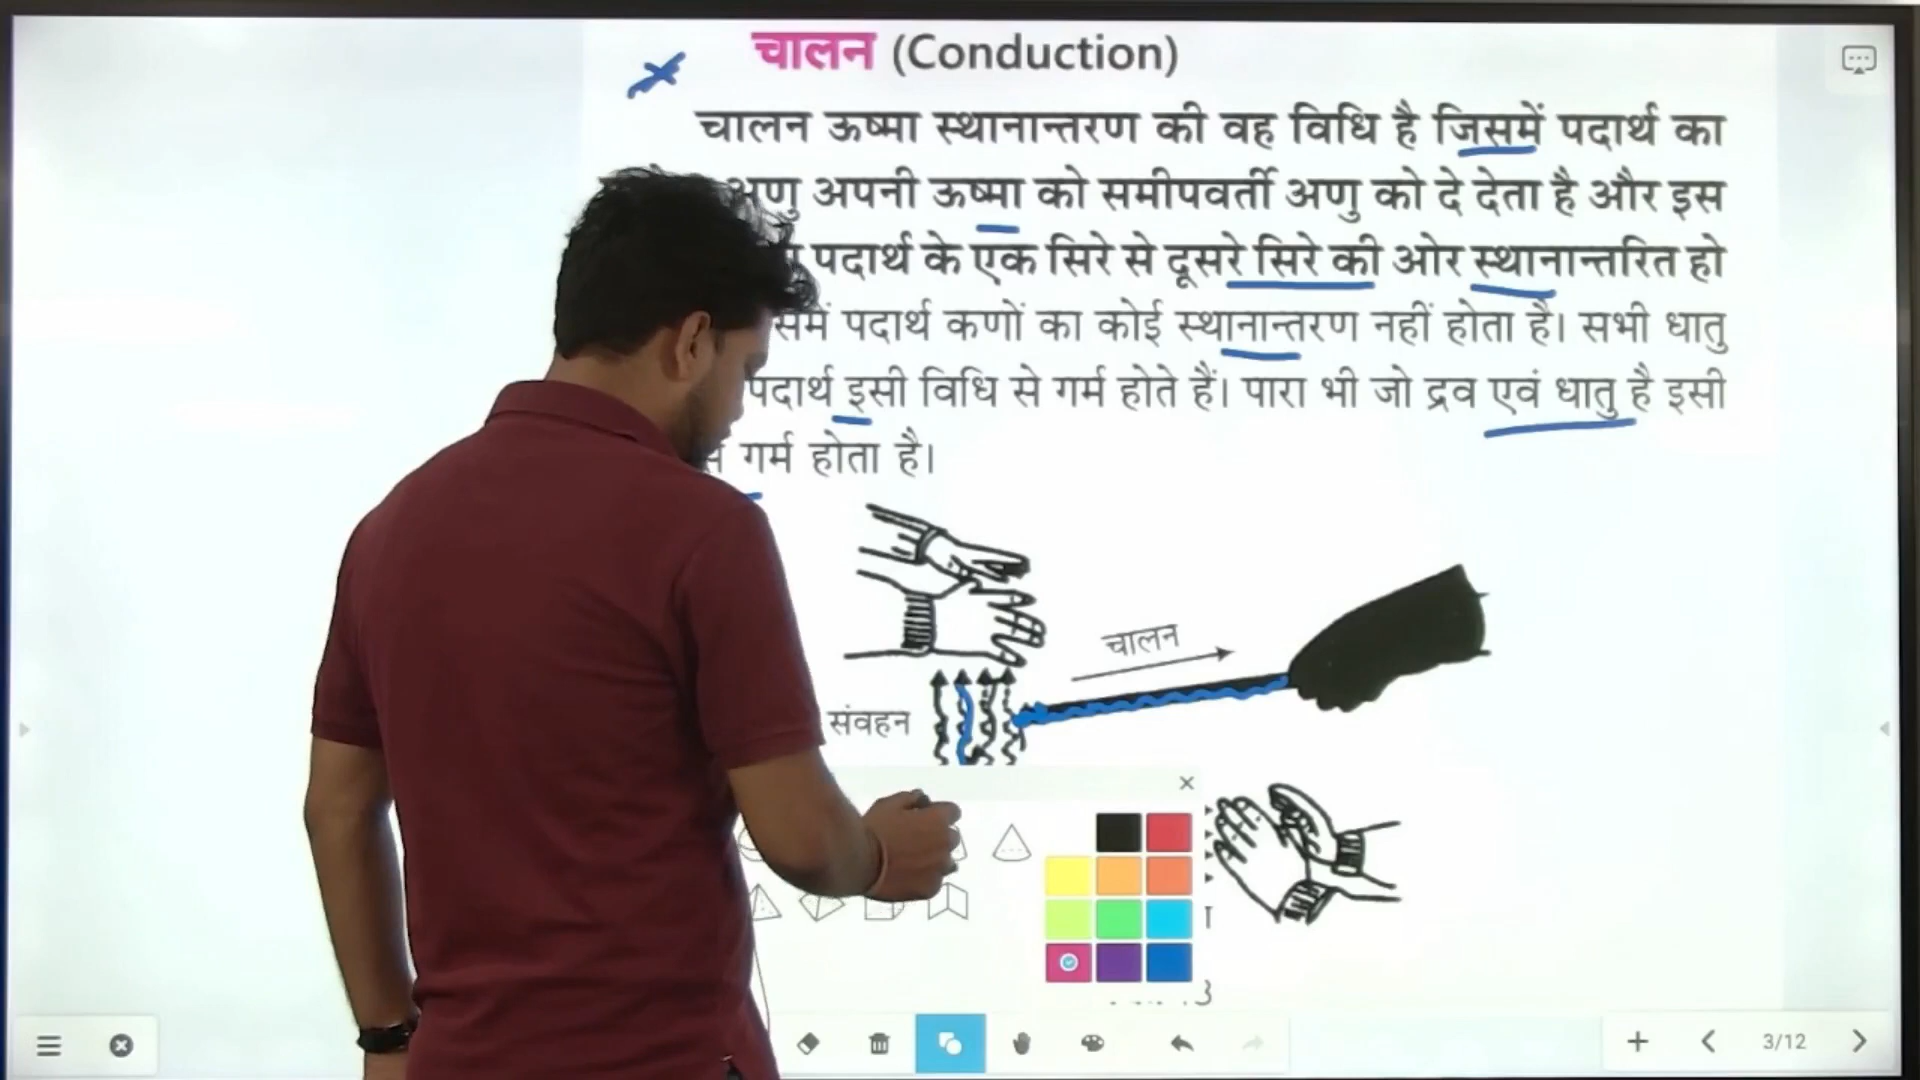 चालन (Conduction)
चालन ऊष्मा स्थानान्तरण की वह विधि है जिसमें पदार्थ का
अणु अपनी ऊष्मा को समीपवर्ती अणु को दे देता है और इस
पदार्थ के एक सिरे से दूसरे सिरे की ओर स्थानान्तरित हो
पदार्थ कणों का कोई स्थानान्तरण नहीं होता है। सभी धातु
पदार्थ इसी विधि से गर्म होते हैं। पारा भी जो द्रव एवं धातु है इसी
गर्म होता है।
चालन
संवहन
3/12